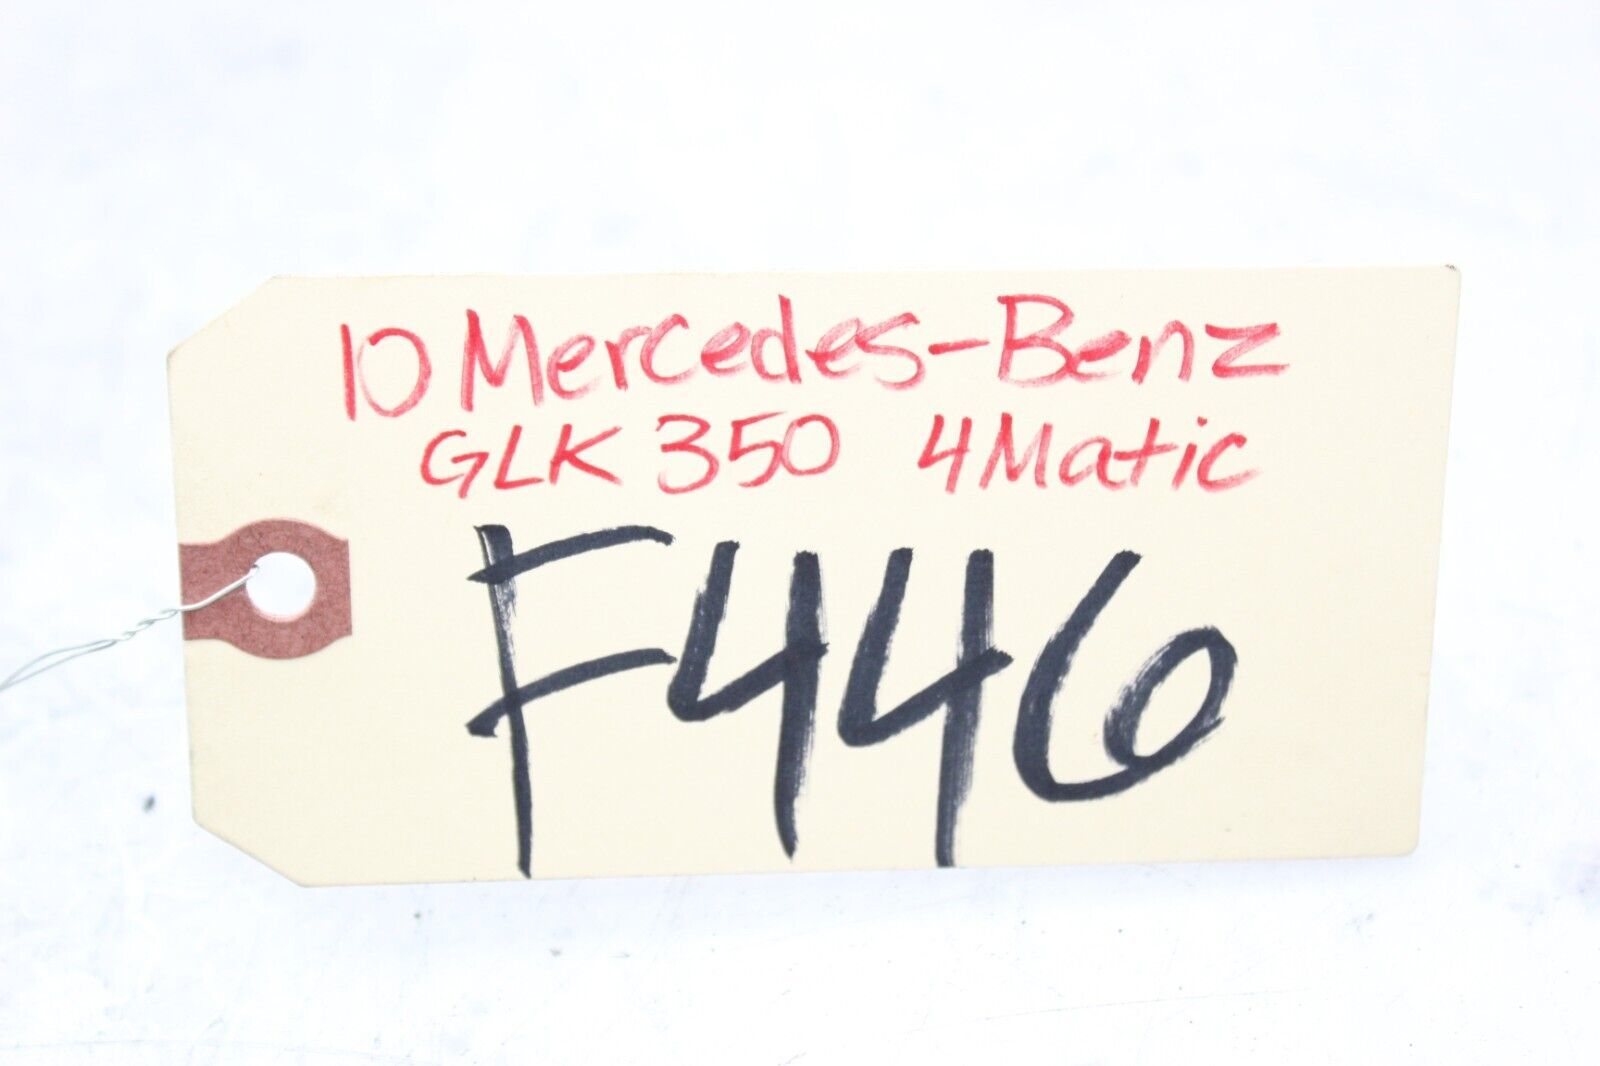 10 Mercedes-Benz
GLK 350 4Matic
F446